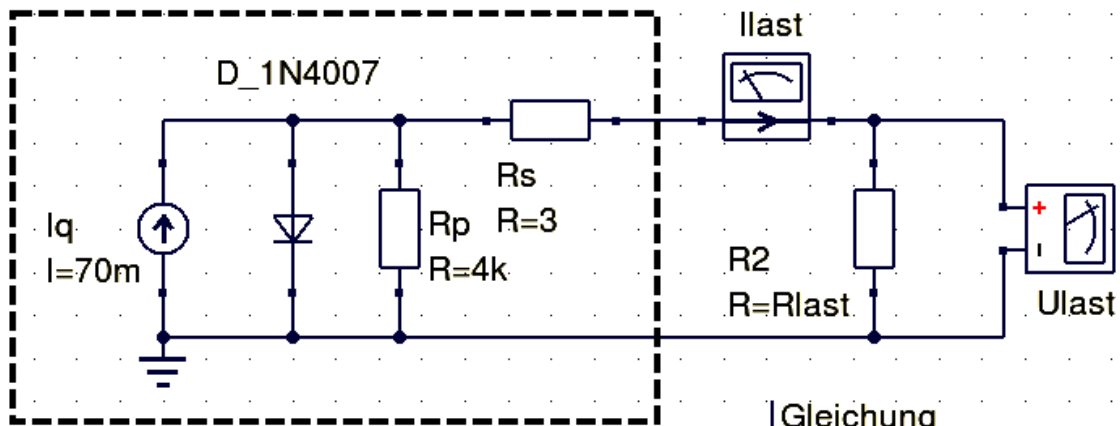 Ilast
D_1N4007
Rs
R=3
Iq
I=70m
Rp
R=4k
R2
R=Rlast
+
-
Ulast
Gleichung